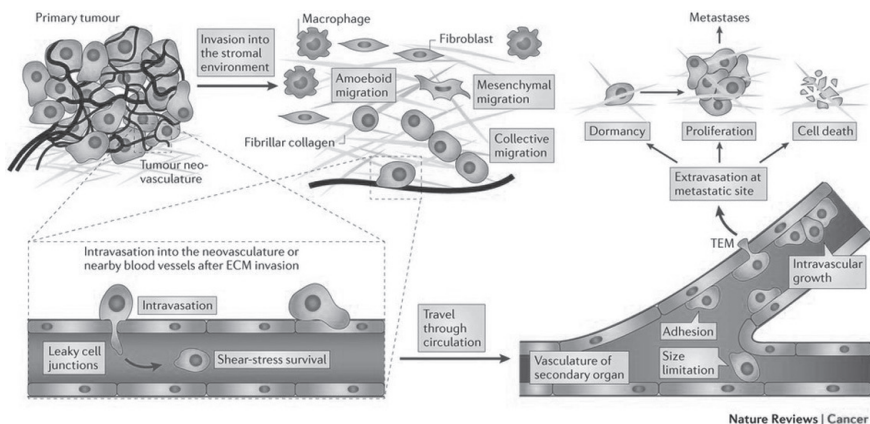 Primary tumour
Invasion into
the stromal
environment
Tumour neo-
vasculature
Macrophage
Fibroblast
Amoeboid
migration
Mesenchymal
migration
Fibrillar collagen
Collective
migration
Metastases
Dormancy
Proliferation
Cell death
Extravasation at
metastatic site
Intravasation into the neovasculature or
nearby blood vessels after ECM invasion
Intravasation
Leaky cell
junctions
Shear-stress survival
Travel
through
circulation
TEM
Intravascular
growth
Adhesion
Vasculature of
secondary organ
Size
limitation
Nature Reviews | Cancer